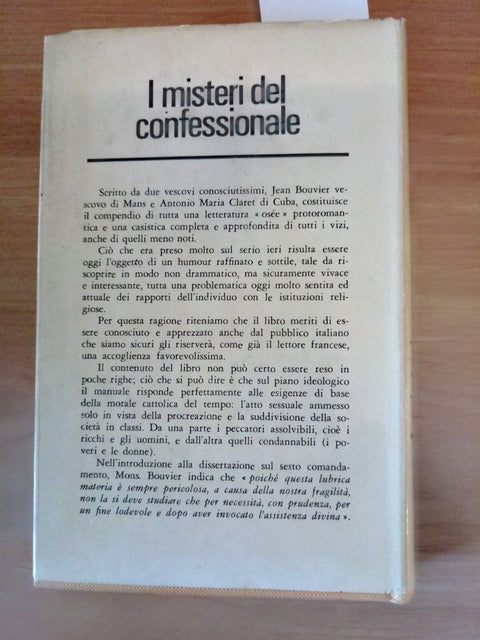 I misteri del
confessionale
Scritto da due vescovi conosciutissimi, Jean Bouvier ve-
scovo di Mans e Antonio Maria Claret di Cuba, costituisce
il compendio di tutta una letteratura « osée » protoroman-
tica e una casistica completa e approfondita di tutti i vizi,
anche di quelli meno noti.
Ciò che era preso molto sul serio ieri risulta essere
oggi l'oggetto di un humour raffinato e sottile, tale da ri-
scoprire in modo non drammatico, ma sicuramente vivace
e interessante, tutta una problematica oggi molto sentita ed
attuale dei rapporti dell'individuo con le istituzioni reli-
giose.
Per questa ragione riteniamo che il libro meriti di es-
sere conosciuto e apprezzato anche dal pubblico italiano
che siamo sicuri gli riserverà, come già il lettore francese,
una accoglienza favorevolissima.
Il contenuto del libro non può certo essere reso in
poche righe; ciò che si può dire è che sul piano ideologico
il manuale risponde perfettamente alle esigenze di base
della morale cattolica del tempo: l'atto sessuale ammesso
solo in vista della procreazione e la suddivisione della so-
cietà in classi. Da una parte i peccatori assolvibili, cioè i
ricchi e gli uomini, e dall'altra quelli condannabili (i po-
veri e le donne).
Nell'introduzione alla dissertazione sul sesto comanda-
mento, Mons. Bouvier indica che « poiché questa lubrica
materia è sempre pericolosa, a causa della nostra fragilità,
non la si deve studiare che per necessità, con prudenza, per
un fine lodevole e dopo aver invocato l'assistenza divina ».